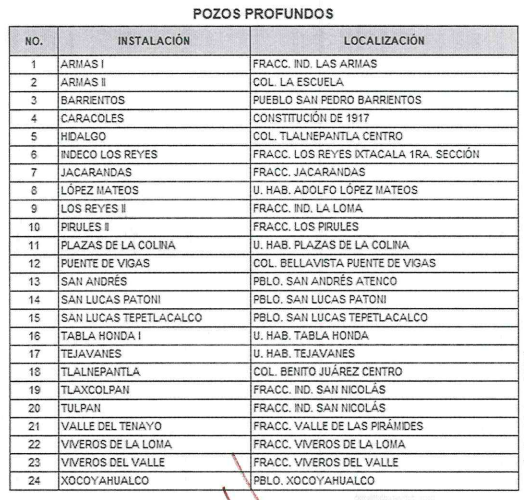 POZOS PROFUNDOS
NO. INSTALACIÓN LOCALIZACIÓN
1 ARMAS I FRACC. IND. LAS ARMAS
2 ARMAS II COL. LA ESCUELA
3 BARRIENTOS PUEBLO SAN PEDRO BARRIENTOS
4 CARACOLES CONSTITUCIÓN DE 1917
5 HIDALGO COL. TLALNEPANTLA CENTRO
6 INDECO LOS REYES FRACC. LOS REYES IXTACALA 1RA. SECCIÓN
7 JACARANDAS FRACC. JACARANDAS
8 LÓPEZ MATEOS U. HAB. ADOLFO LÓPEZ MATEOS
9 LOS REYES II FRACC. IND. LA LOMA
10 PIRULES II FRACC. LOS PIRULES
11 PLAZAS DE LA COLINA U. HAB. PLAZAS DE LA COLINA
12 PUENTE DE VIGAS COL. BELLAVISTA PUENTE DE VIGAS
13 SAN ANDRÉS PBLO. SAN ANDRÉS ATENCO
14 SAN LUCAS PATONI PBLO. SAN LUCAS PATONI
15 SAN LUCAS TEPETLACALCO PBLO. SAN LUCAS TEPETLACALCO
16 TABLA HONDA I U. HAB. TABLA HONDA
17 TEJAVANES U. HAB. TEJAVANES
18 TLALNEPANTLA COL. BENITO JUÁREZ CENTRO
19 TLAXCOLPAN FRACC. IND. SAN NICOLÁS
20 TULPAN FRACC. IND. SAN NICOLÁS
21 VALLE DEL TENAYO FRACC. VALLE DE LAS PIRÁMIDES
22 VIVEROS DE LA LOMA FRACC. VIVEROS DE LA LOMA
23 VIVEROS DEL VALLE FRACC. VIVEROS DEL VALLE
24 XOCOYAHUALCO PBLO. XOCOYAHUALCO